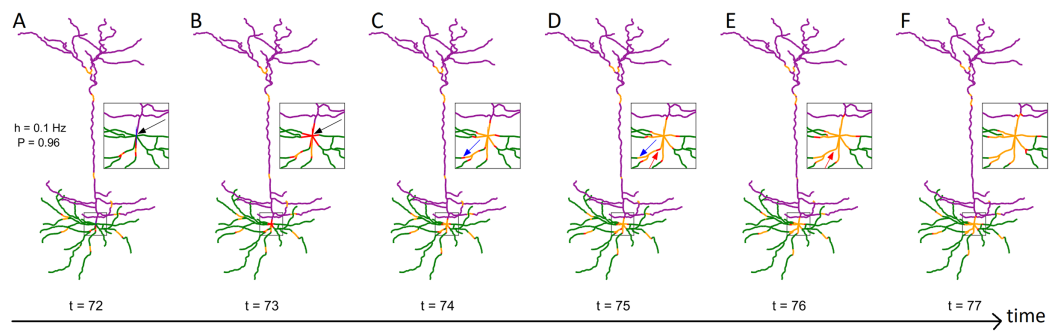 A B C D E F
h = 0.1 Hz
P = 0.96
t = 72 t = 73 t = 74 t = 75 t = 76 t = 77
time